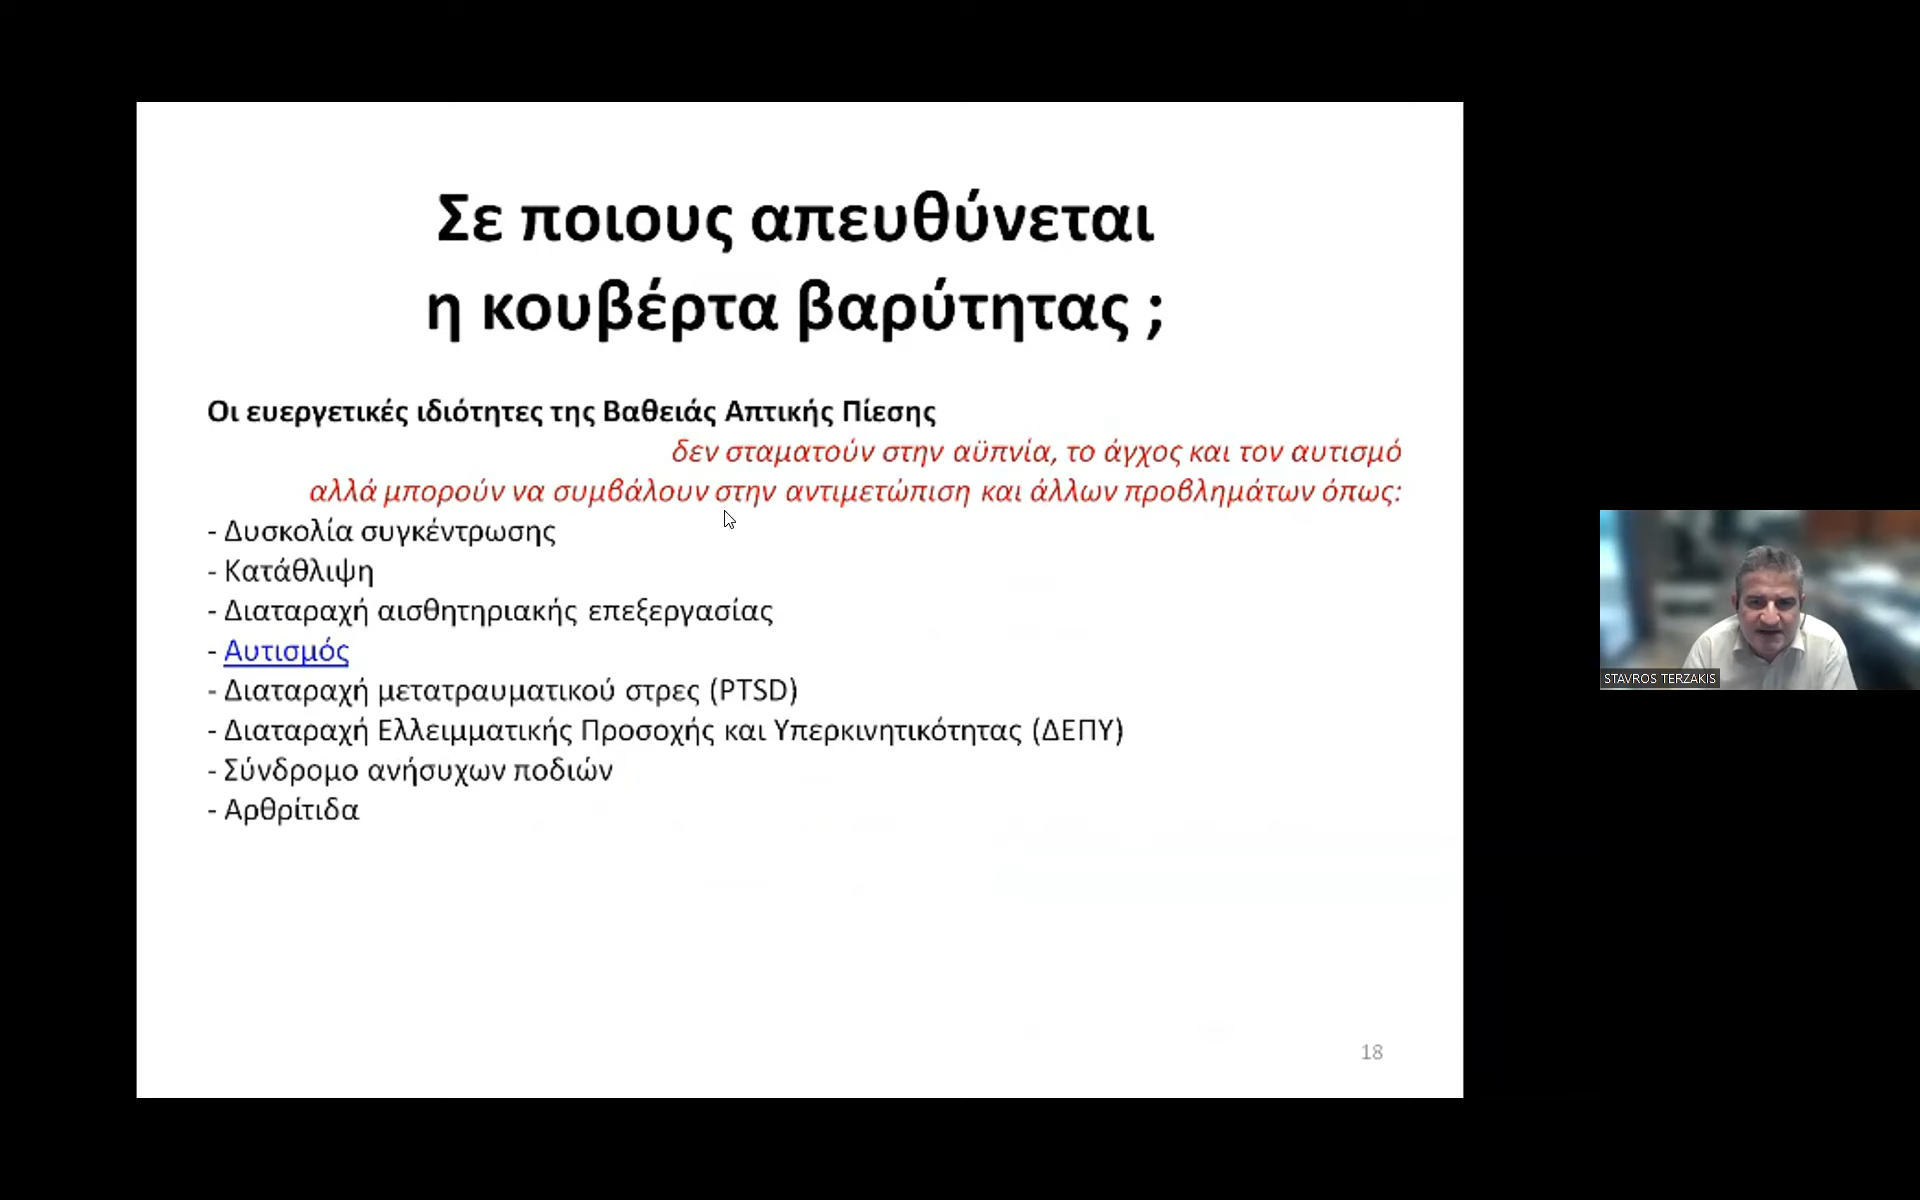 Σε ποιους απευθύνεται
η κουβέρτα βαρύτητας ;
Οι ευεργετικές ιδιότητες της Βαθειάς Απτικής Πίεσης
δεν σταματούν στην αϋπνία, το άγχος και τον αυτισμό
αλλά μπορούν να συμβάλουν στην αντιμετώπιση και άλλων προβλημάτων όπως:
- Δυσκολία συγκέντρωσης
- Κατάθλιψη
- Διαταραχή αισθητηριακής επεξεργασίας
- Αυτισμός
- Διαταραχή μετατραυματικού στρες (PTSD)
- Διαταραχή Ελλειμματικής Προσοχής και Υπερκινητικότητας (ΔΕΠΥ)
- Σύνδρομο ανήσυχων ποδιών
- Αρθρίτιδα
18
STAVROS TERZAKIS